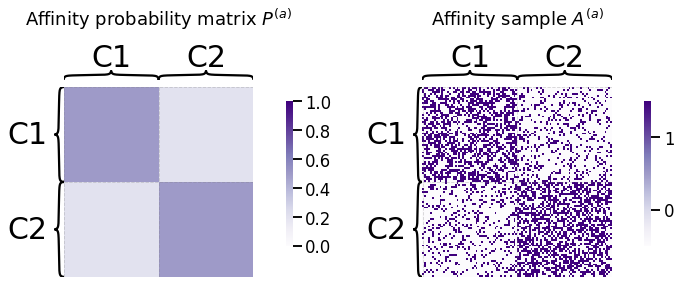 Affinity probability matrix P^(a)
C1 C2
C1
C2
1.0
0.8
0.6
0.4
0.2
0.0
Affinity sample A^(a)
C1 C2
C1
C2
1
0